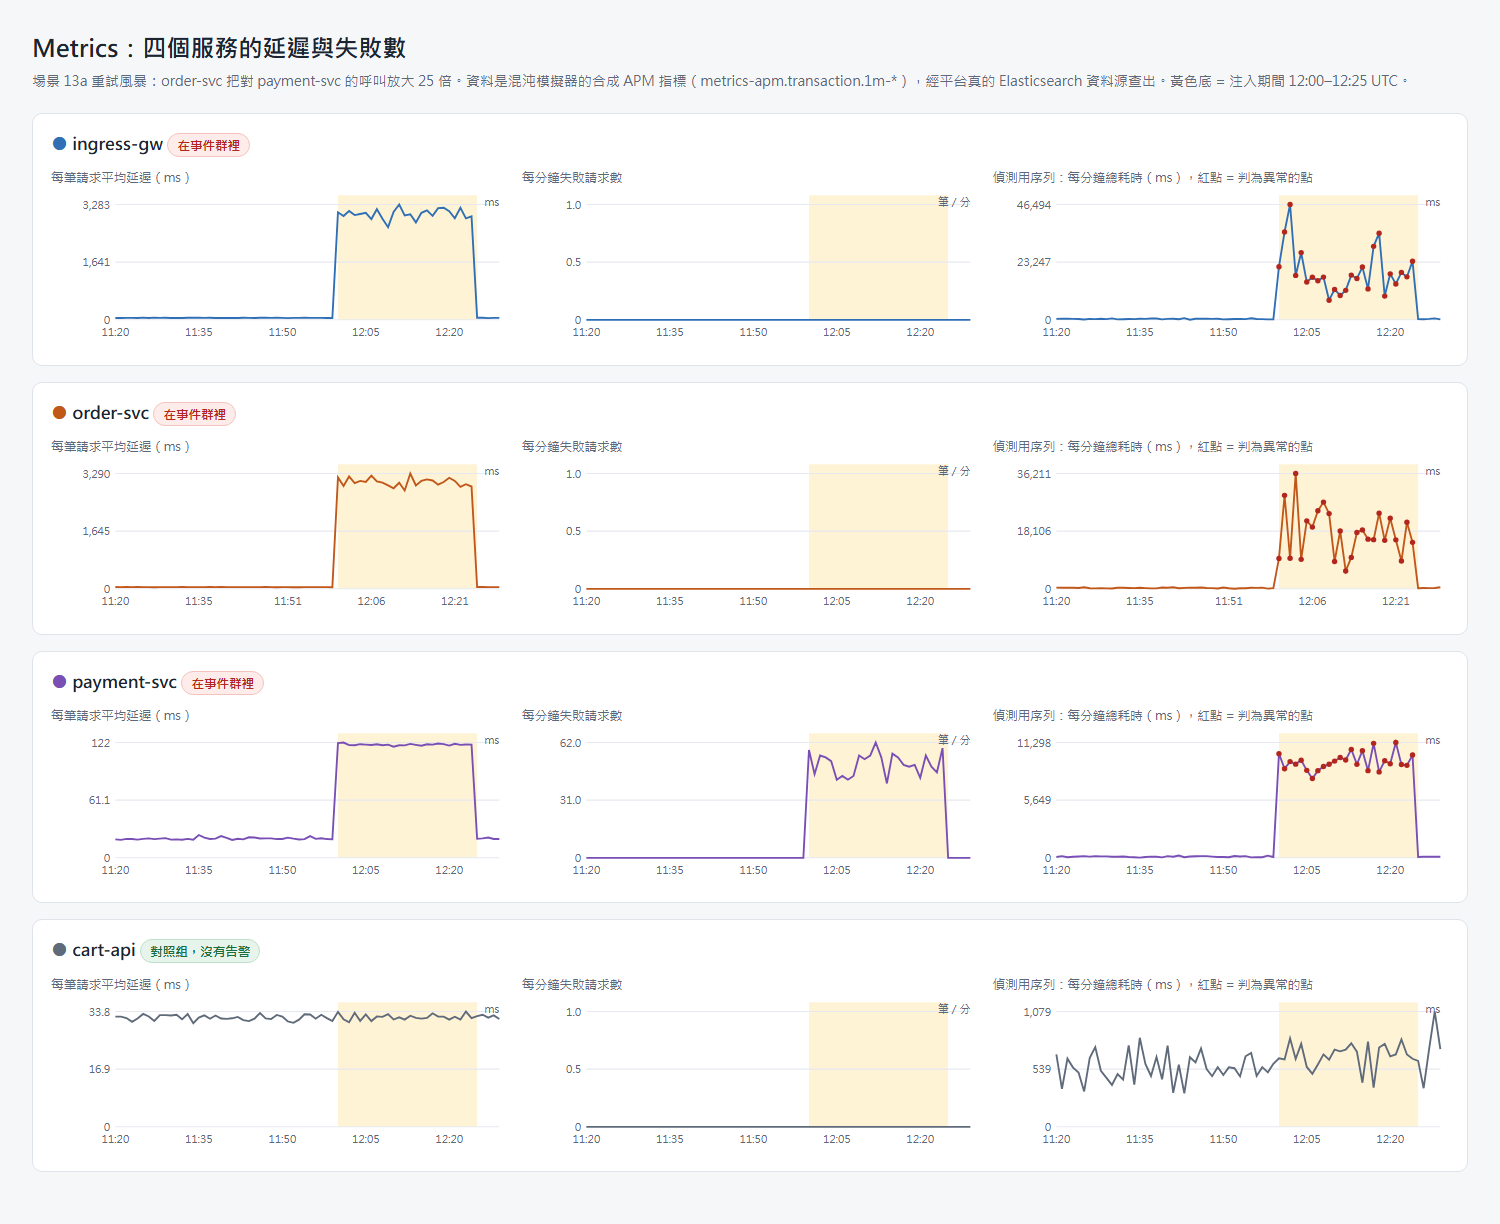 Metrics：四個服務的延遲與失敗數
場景 13a 重試風暴：order-svc 把對 payment-svc 的呼叫放大 25 倍。資料是混沌模擬器的合成 APM 指標（metrics-apm.transaction.1m-*），經平台真的 Elasticsearch 資料源查出。黃色底 = 注入期間 12:00–12:25 UTC。
ingress-gw 在事件群裡
每筆請求平均延遲（ms） 每分鐘失敗請求數 偵測用序列：每分鐘總耗時（ms），紅點 = 判為異常的點
3,283 ms 1.0 筆 / 分 46,494 ms
1,641 0.5 23,247
0 0 0
11:20 11:35 11:50 12:05 12:20 11:20 11:35 11:50 12:05 12:20 11:20 11:35 11:50 12:05 12:20
order-svc 在事件群裡
每筆請求平均延遲（ms） 每分鐘失敗請求數 偵測用序列：每分鐘總耗時（ms），紅點 = 判為異常的點
3,290 ms 1.0 筆 / 分 36,211 ms
1,645 0.5 18,106
0 0 0
11:20 11:35 11:51 12:06 12:21 11:20 11:35 11:50 12:05 12:20 11:20 11:35 11:51 12:06 12:21
payment-svc 在事件群裡
每筆請求平均延遲（ms） 每分鐘失敗請求數 偵測用序列：每分鐘總耗時（ms），紅點 = 判為異常的點
122 ms 62.0 筆 / 分 11,298 ms
61.1 31.0 5,649
0 0 0
11:20 11:35 11:50 12:05 12:20 11:20 11:35 11:50 12:05 12:20 11:20 11:35 11:50 12:05 12:20
cart-api 對照組，沒有告警
每筆請求平均延遲（ms） 每分鐘失敗請求數 偵測用序列：每分鐘總耗時（ms），紅點 = 判為異常的點
33.8 ms 1.0 筆 / 分 1,079 ms
16.9 0.5 539
0 0 0
11:20 11:35 11:50 12:05 12:20 11:20 11:35 11:50 12:05 12:20 11:20 11:35 11:50 12:05 12:20